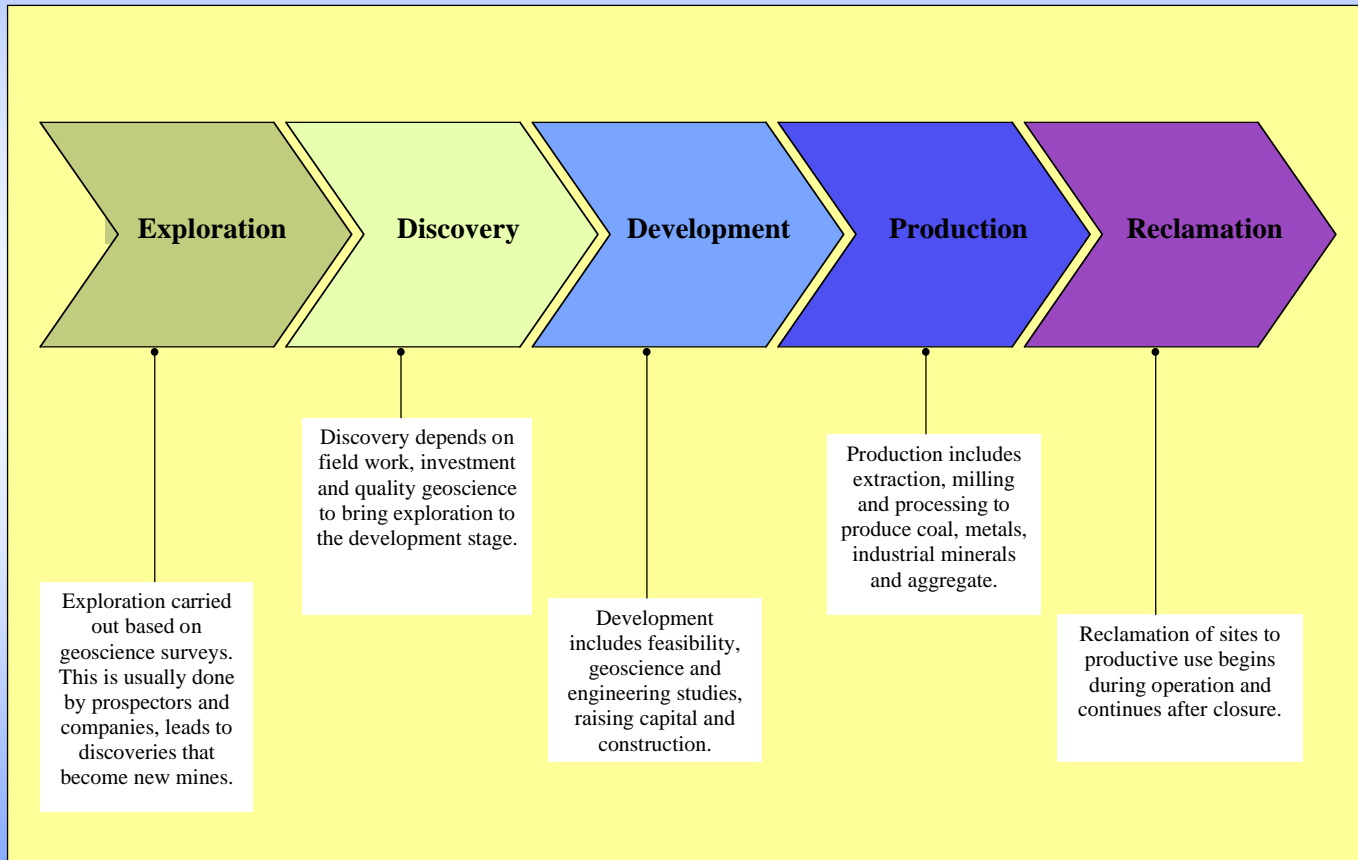 Exploration
Discovery
Development
Production
Reclamation
Exploration carried
out based on
geoscience surveys.
This is usually done
by prospectors and
companies, leads to
discoveries that
become new mines.
Discovery depends on
field work, investment
and quality geoscience
to bring exploration to
the development stage.
Development
includes feasibility,
geoscience and
engineering studies,
raising capital and
construction.
Production includes
extraction, milling
and processing to
produce coal, metals,
industrial minerals
and aggregate.
Reclamation of sites to
productive use begins
during operation and
continues after closure.